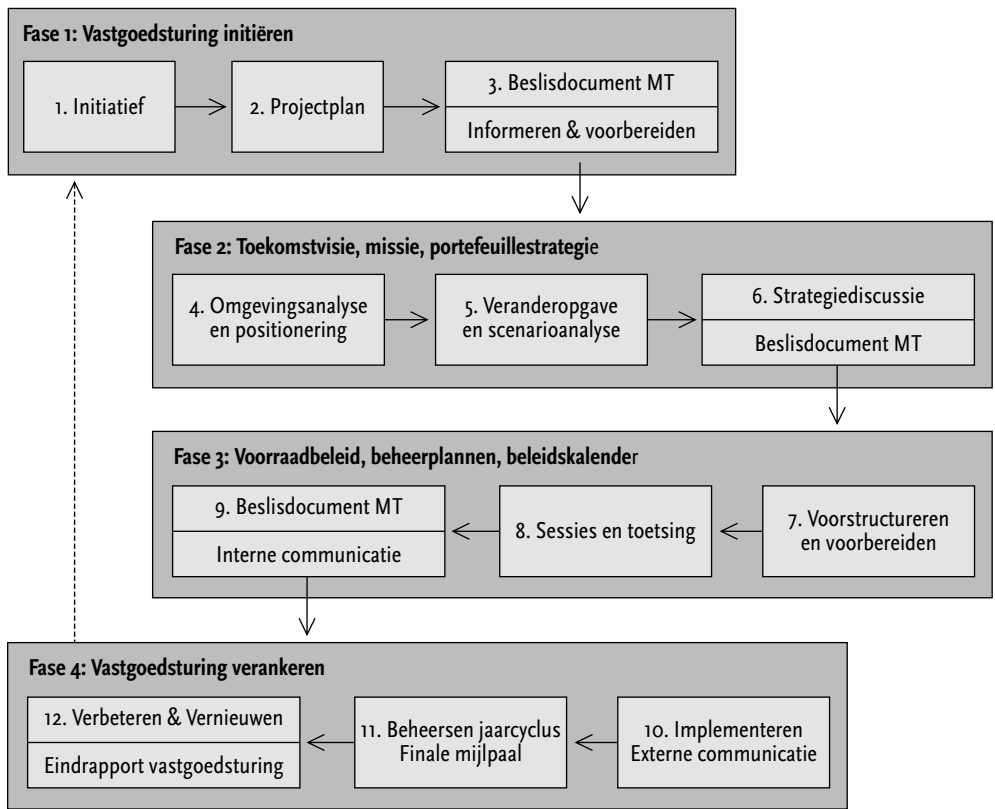 Fase 1: Vastgoedsturing initiëren
1. Initiatief
2. Projectplan
3. Beslisdocument MT
Informeren & voorbereiden
Fase 2: Toekomstvisie, missie, portefeuillestrategie
4. Omgevingsanalyse
en positionering
5. Veranderopgave
en scenarioanalyse
6. Strategiediscussie
Beslisdocument MT
Fase 3: Voorraadbeleid, beheerplannen, beleidskalender
9. Beslisdocument MT
Interne communicatie
8. Sessies en toetsing
7. Voorstructureren
en voorbereiden
Fase 4: Vastgoedsturing verankeren
12. Verbeteren & Vernieuwen
Eindrapport vastgoedsturing
11. Beheersen jaarcyclus
Finale mijlpaal
10. Implementeren
Externe communicatie